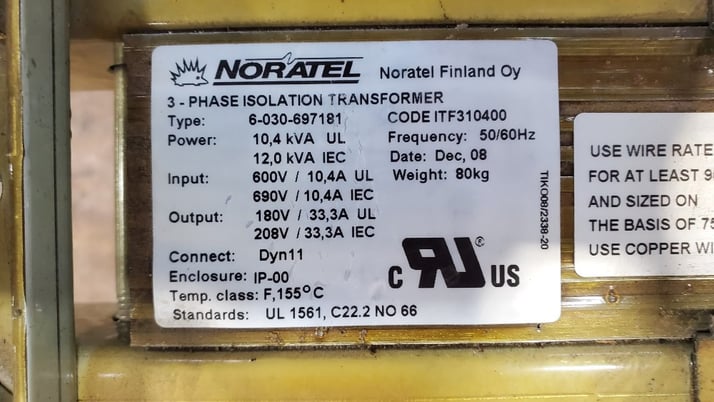 NORATEL Noratel Finland Oy
3 - PHASE ISOLATION TRANSFORMER
Type: 6-030-697181 CODE ITF310400
Power: 10,4 kVA UL Frequency: 50/60Hz
12,0 kVA IEC Date: Dec, 08
Input: 600V / 10,4A UL Weight: 80kg
690V / 10,4A IEC
Output: 180V / 33,3A UL
208V / 33,3A IEC
Connect: Dyn11
Enclosure: IP-00
Temp. class: F,155°C
Standards: UL 1561, C22.2 NO 66
C RU® US
TIKO08/2338-20
USE WIRE RATE
FOR AT LEAST 9
AND SIZED ON
THE BASIS OF 75
USE COPPER WI